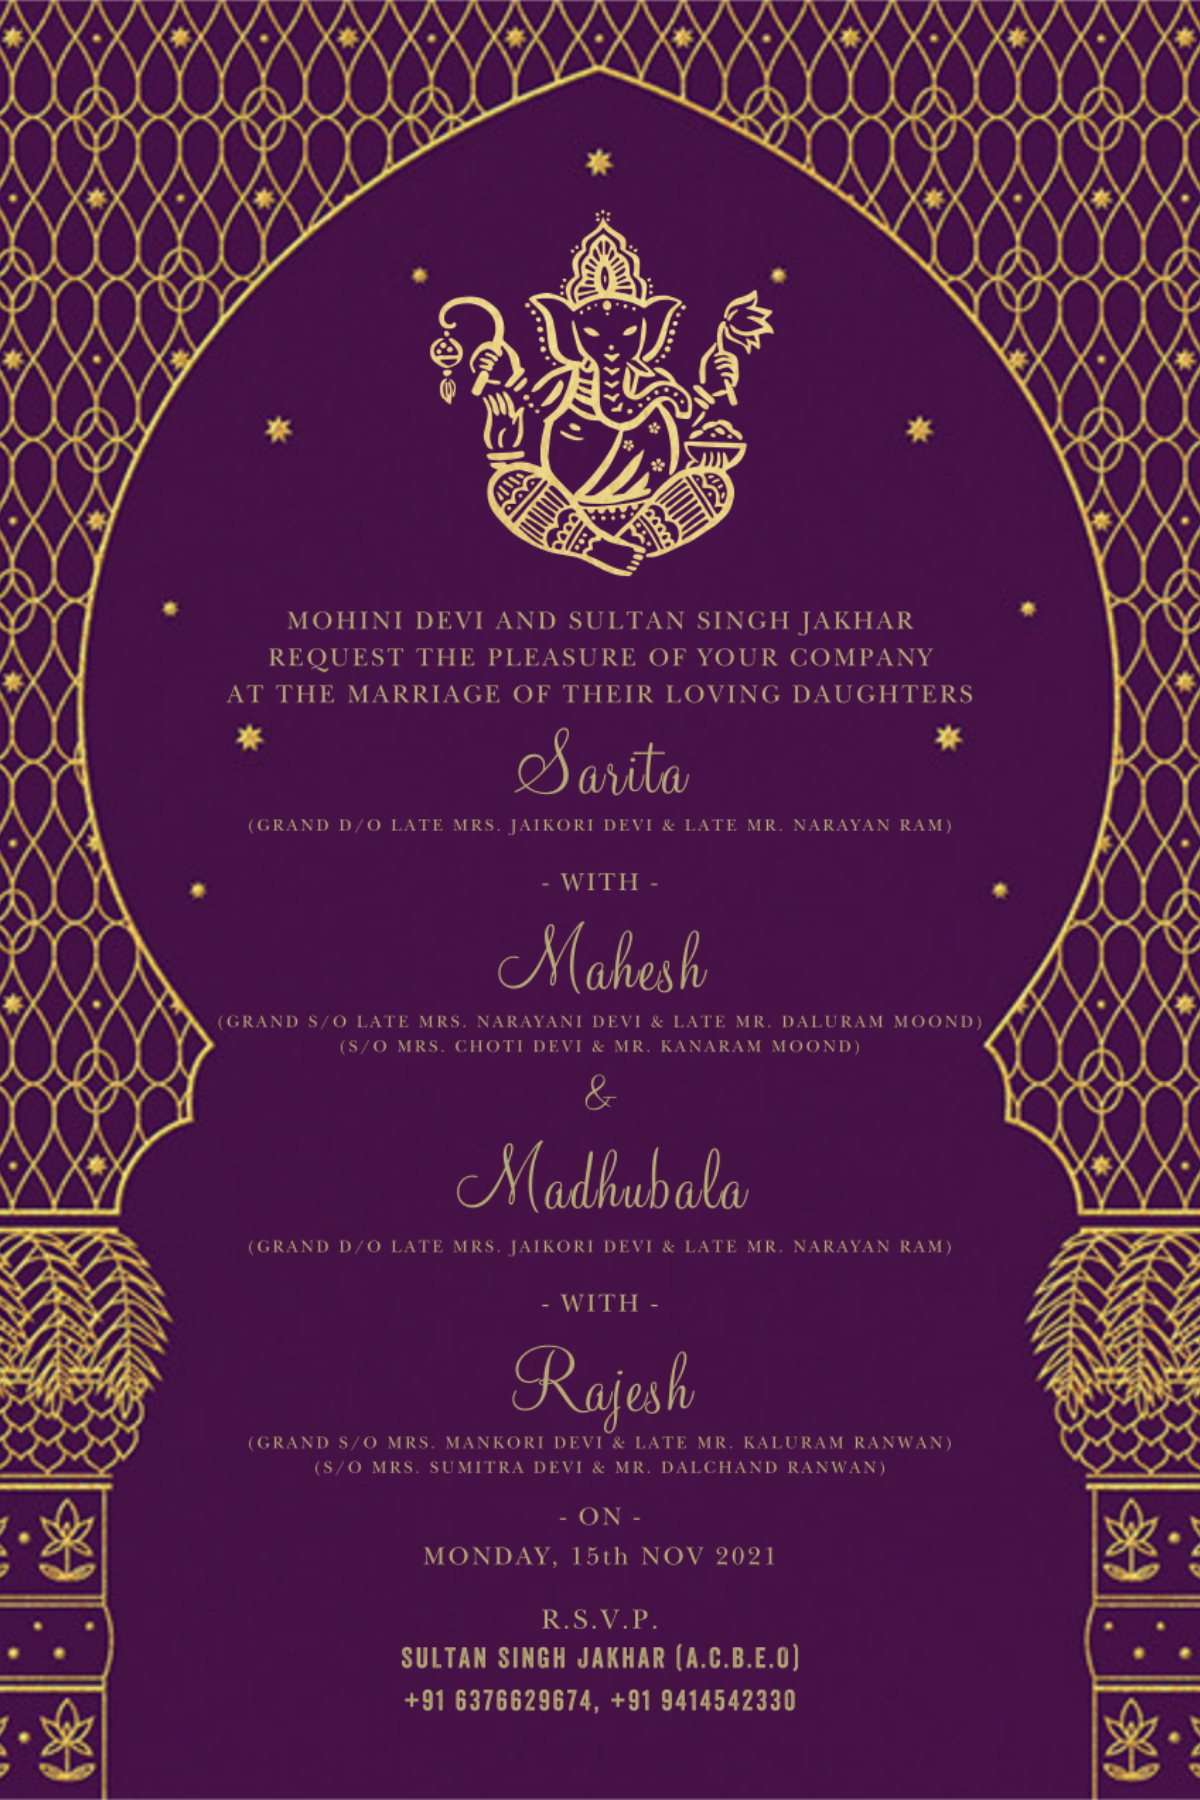 MOHINI DEVI AND SULTAN SINGH JAKHAR
REQUEST THE PLEASURE OF YOUR COMPANY
AT THE MARRIAGE OF THEIR LOVING DAUGHTERS
Sarita
(GRAND D/O LATE MRS. JAIKORI DEVI & LATE MR. NARAYAN RAM)
- WITH -
Mahesh
(GRAND S/O LATE MRS. NARAYANI DEVI & LATE MR. DALURAM MOOND)
(S/O MRS. CHOTI DEVI & MR. KANARAM MOOND)
&
Madhubala
(GRAND D/O LATE MRS. JAIKORI DEVI & LATE MR. NARAYAN RAM)
- WITH -
Rajesh
(GRAND S/O MRS. MANKORI DEVI & LATE MR. KALURAM RANWAN)
(S/O MRS. SUMITRA DEVI & MR. DALCHAND RANWAN)
- ON -
MONDAY, 15th NOV 2021
R.S.V.P.
SULTAN SINGH JAKHAR (A.C.B.E.O)
+91 6376629674, +91 9414542330